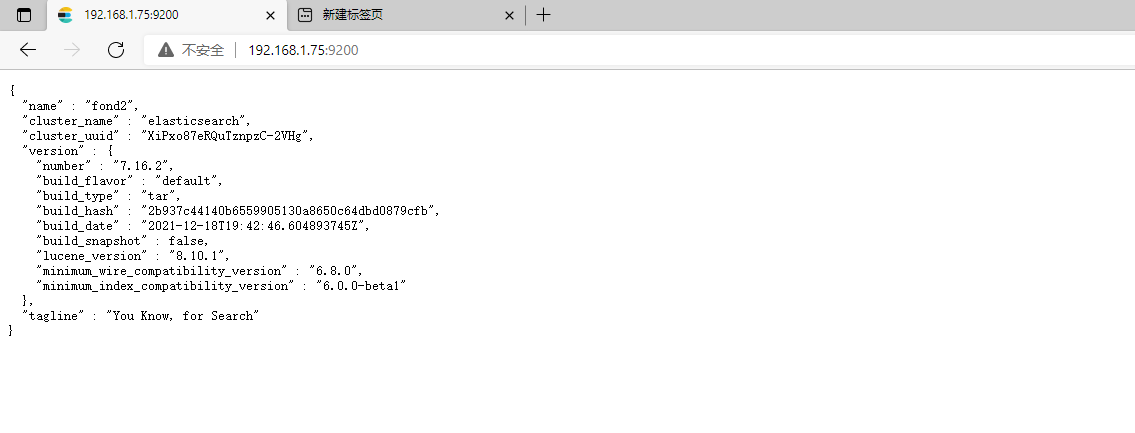 192.168.1.75:9200
新建标签页
不安全 192.168.1.75:9200
{
"name" : "fond2",
"cluster_name" : "elasticsearch",
"cluster_uuid" : "XiPxo87eRQuTznpzC-2VHg",
"version" : {
"number" : "7.16.2",
"build_flavor" : "default",
"build_type" : "tar",
"build_hash" : "2b937c44140b6559905130a8650c64dbd0879cfb",
"build_date" : "2021-12-18T19:42:46.604893745Z",
"build_snapshot" : false,
"lucene_version" : "8.10.1",
"minimum_wire_compatibility_version" : "6.8.0",
"minimum_index_compatibility_version" : "6.0.0-beta1"
},
"tagline" : "You Know, for Search"
}